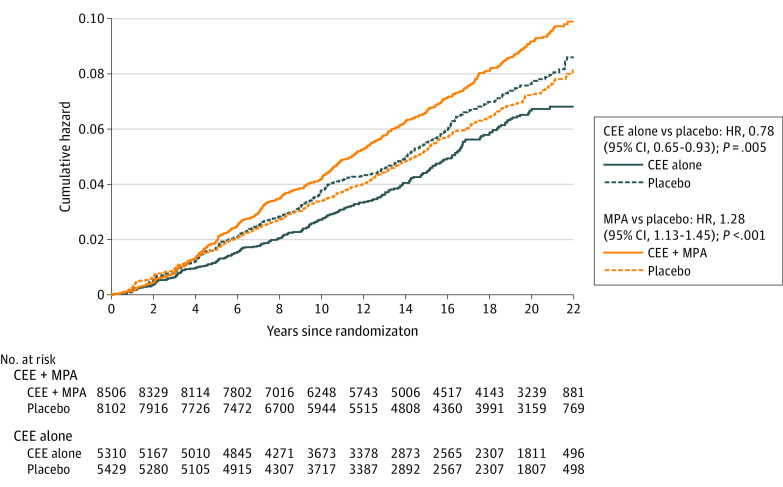 0.10
0.08
0.06
0.04
0.02
0
Cumulative hazard
0 2 4 6 8 10 12 14 16 18 20 22
Years since randomizaton
CEE alone vs placebo: HR, 0.78
(95% CI, 0.65-0.93); P = .005
CEE alone
Placebo
MPA vs placebo: HR, 1.28
(95% CI, 1.13-1.45); P <.001
CEE + MPA
Placebo
No. at risk
CEE + MPA
CEE + MPA 8506 8329 8114 7802 7016 6248 5743 5006 4517 4143 3239 881
Placebo 8102 7916 7726 7472 6700 5944 5515 4808 4360 3991 3159 769
CEE alone
CEE alone 5310 5167 5010 4845 4271 3673 3378 2873 2565 2307 1811 496
Placebo 5429 5280 5105 4915 4307 3717 3387 2892 2567 2307 1807 498